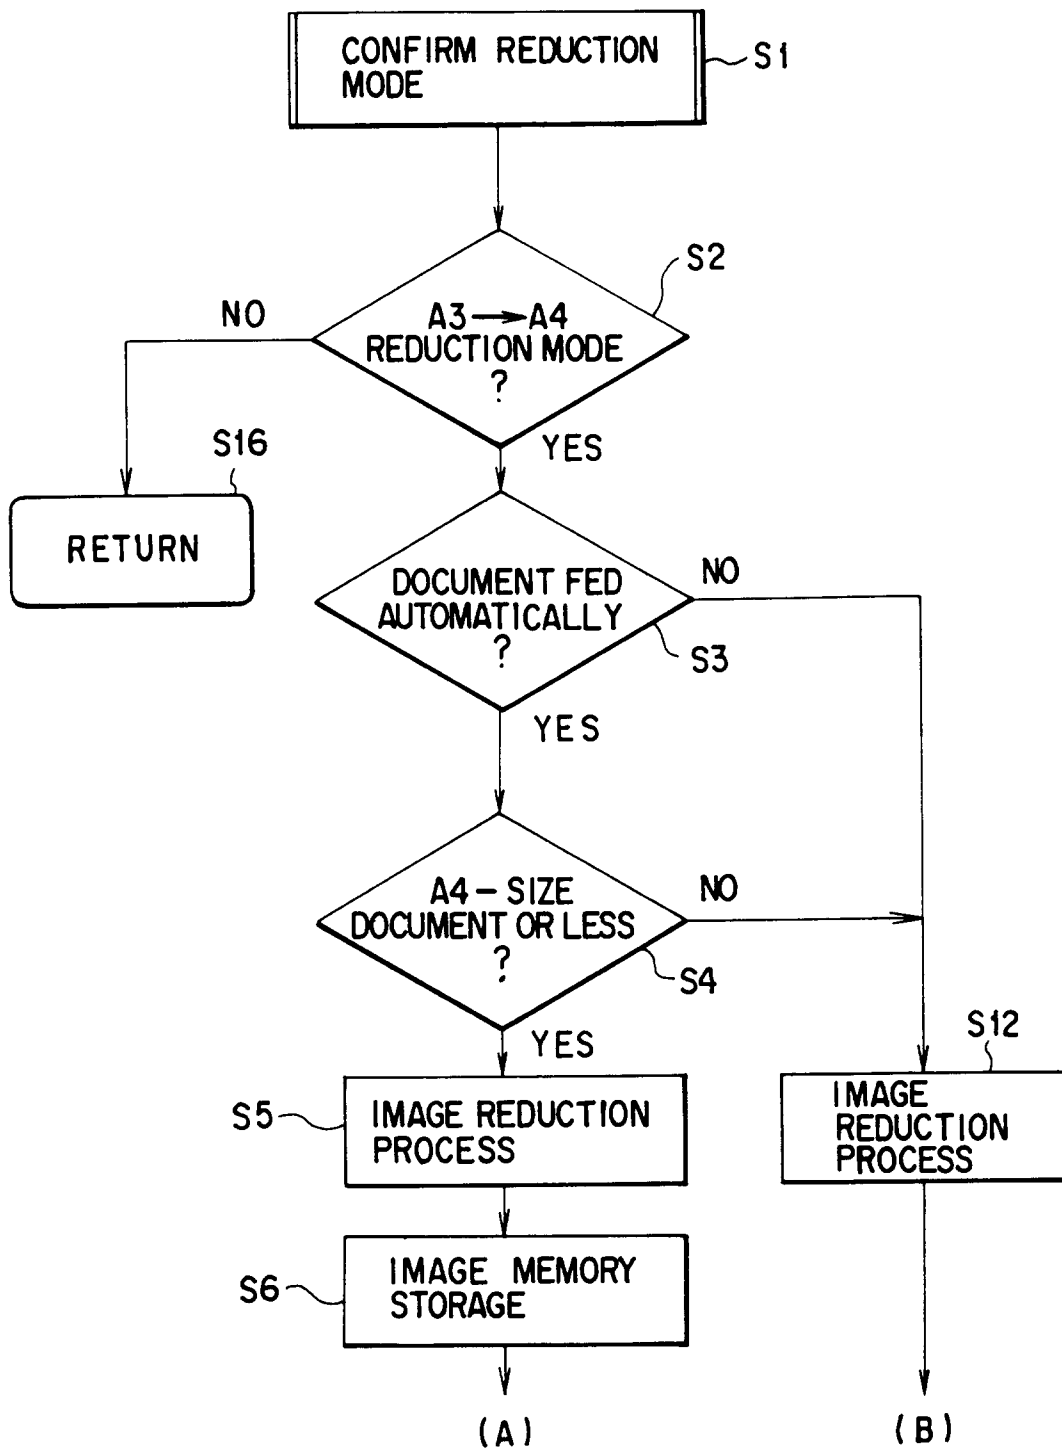 CONFIRM REDUCTION
MODE
S1
S2
A3→A4
REDUCTION MODE
?
NO
YES
S16
RETURN
DOCUMENT FED
AUTOMATICALLY
?
NO
S3
YES
A4-SIZE
DOCUMENT OR LESS
?
NO
S4
YES
S12
S5
IMAGE REDUCTION
PROCESS
IMAGE
REDUCTION
PROCESS
S6
IMAGE MEMORY
STORAGE
(A)
(B)